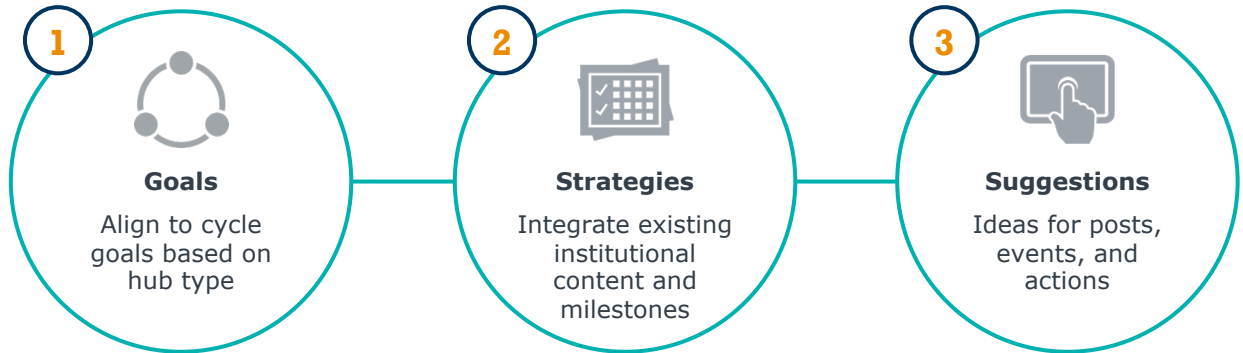 1
Goals
Align to cycle
goals based on
hub type
2
Strategies
Integrate existing
institutional
content and
milestones
3
Suggestions
Ideas for posts,
events, and
actions